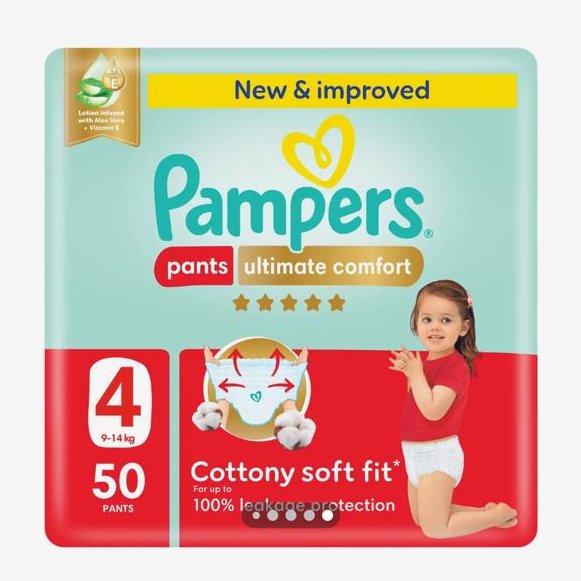 New & improved
E
Lotion infused
with Aloe Vera
+ Vitamin E
Pampers®
pants ultimate comfort
4
9-14 kg
50
PANTS
Cottony soft fit*
For up to
100% leakage protection